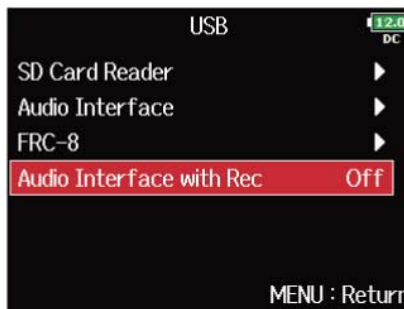 USB
12.0
DC
SD Card Reader
Audio Interface
FRC-8
Audio Interface with Rec Off
MENU : Return